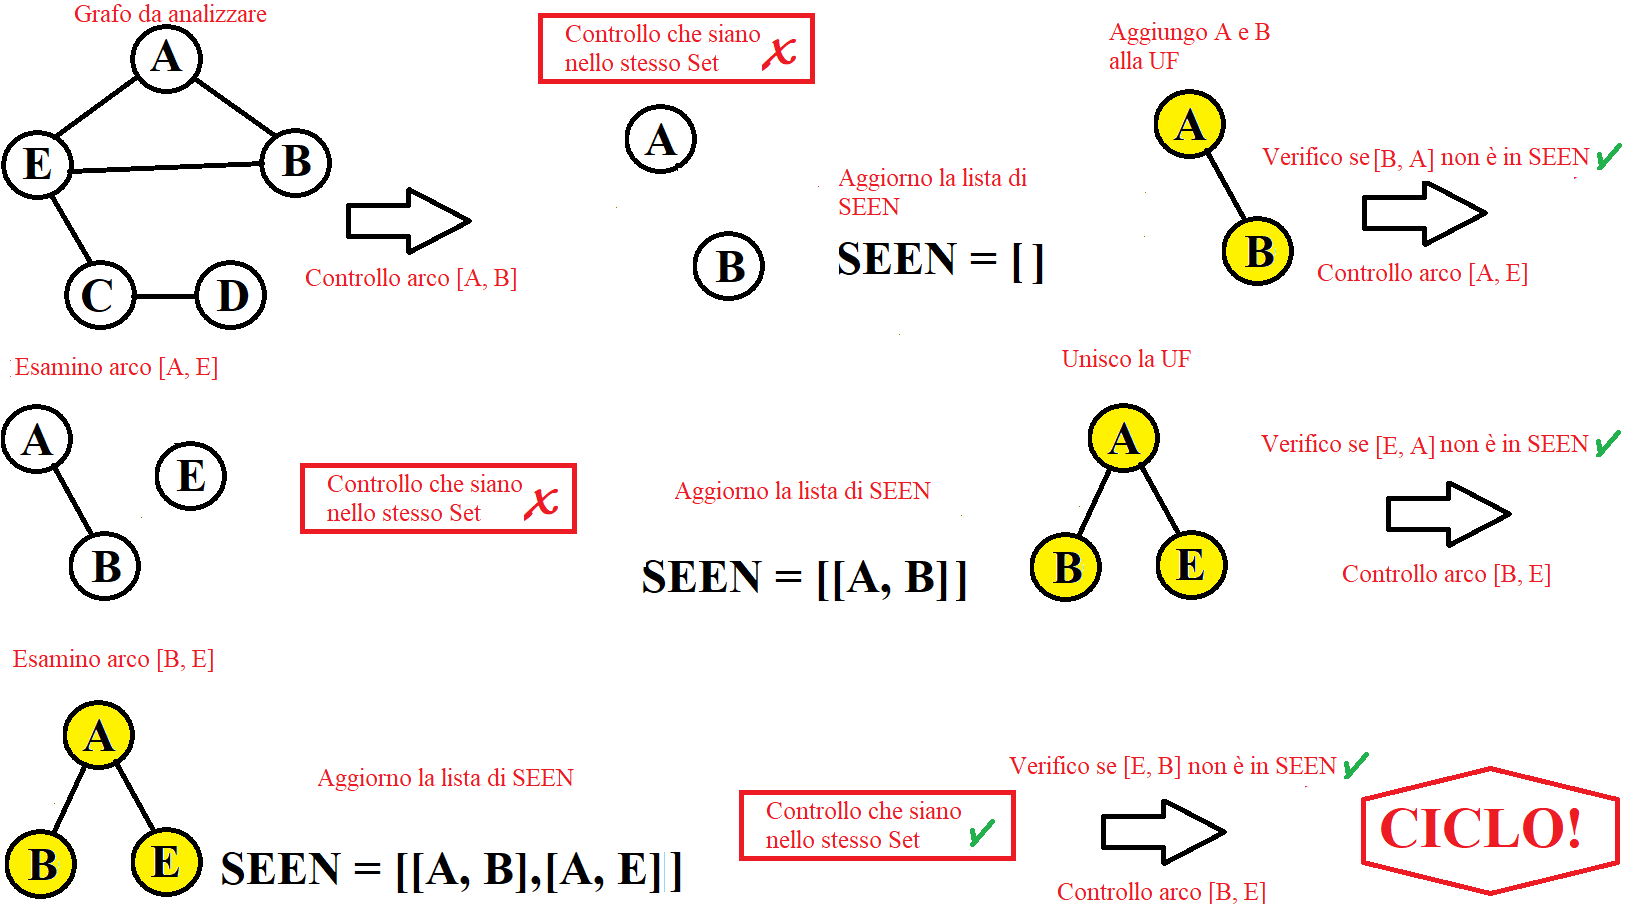 Grafo da analizzare
A
E
B
C
D
Controllo arco [A, B]
Controllo che siano
nello stesso Set
A
B
Aggiorno la lista di
SEEN
SEEN = [ ]
Aggiungo A e B
alla UF
A
B
Verifico se [B, A] non è in SEEN
Controllo arco [A, E]
Esamino arco [A, E]
A
E
B
Controllo che siano
nello stesso Set
Aggiorno la lista di SEEN
SEEN = [[A, B]]
Unisco la UF
A
B
E
Verifico se [E, A] non è in SEEN
Controllo arco [B, E]
Esamino arco [B, E]
A
B
E
Aggiorno la lista di SEEN
SEEN = [[A, B],[A, E]]
Controllo che siano
nello stesso Set
Verifico se [E, B] non è in SEEN
Controllo arco [B, E]
CICLO!